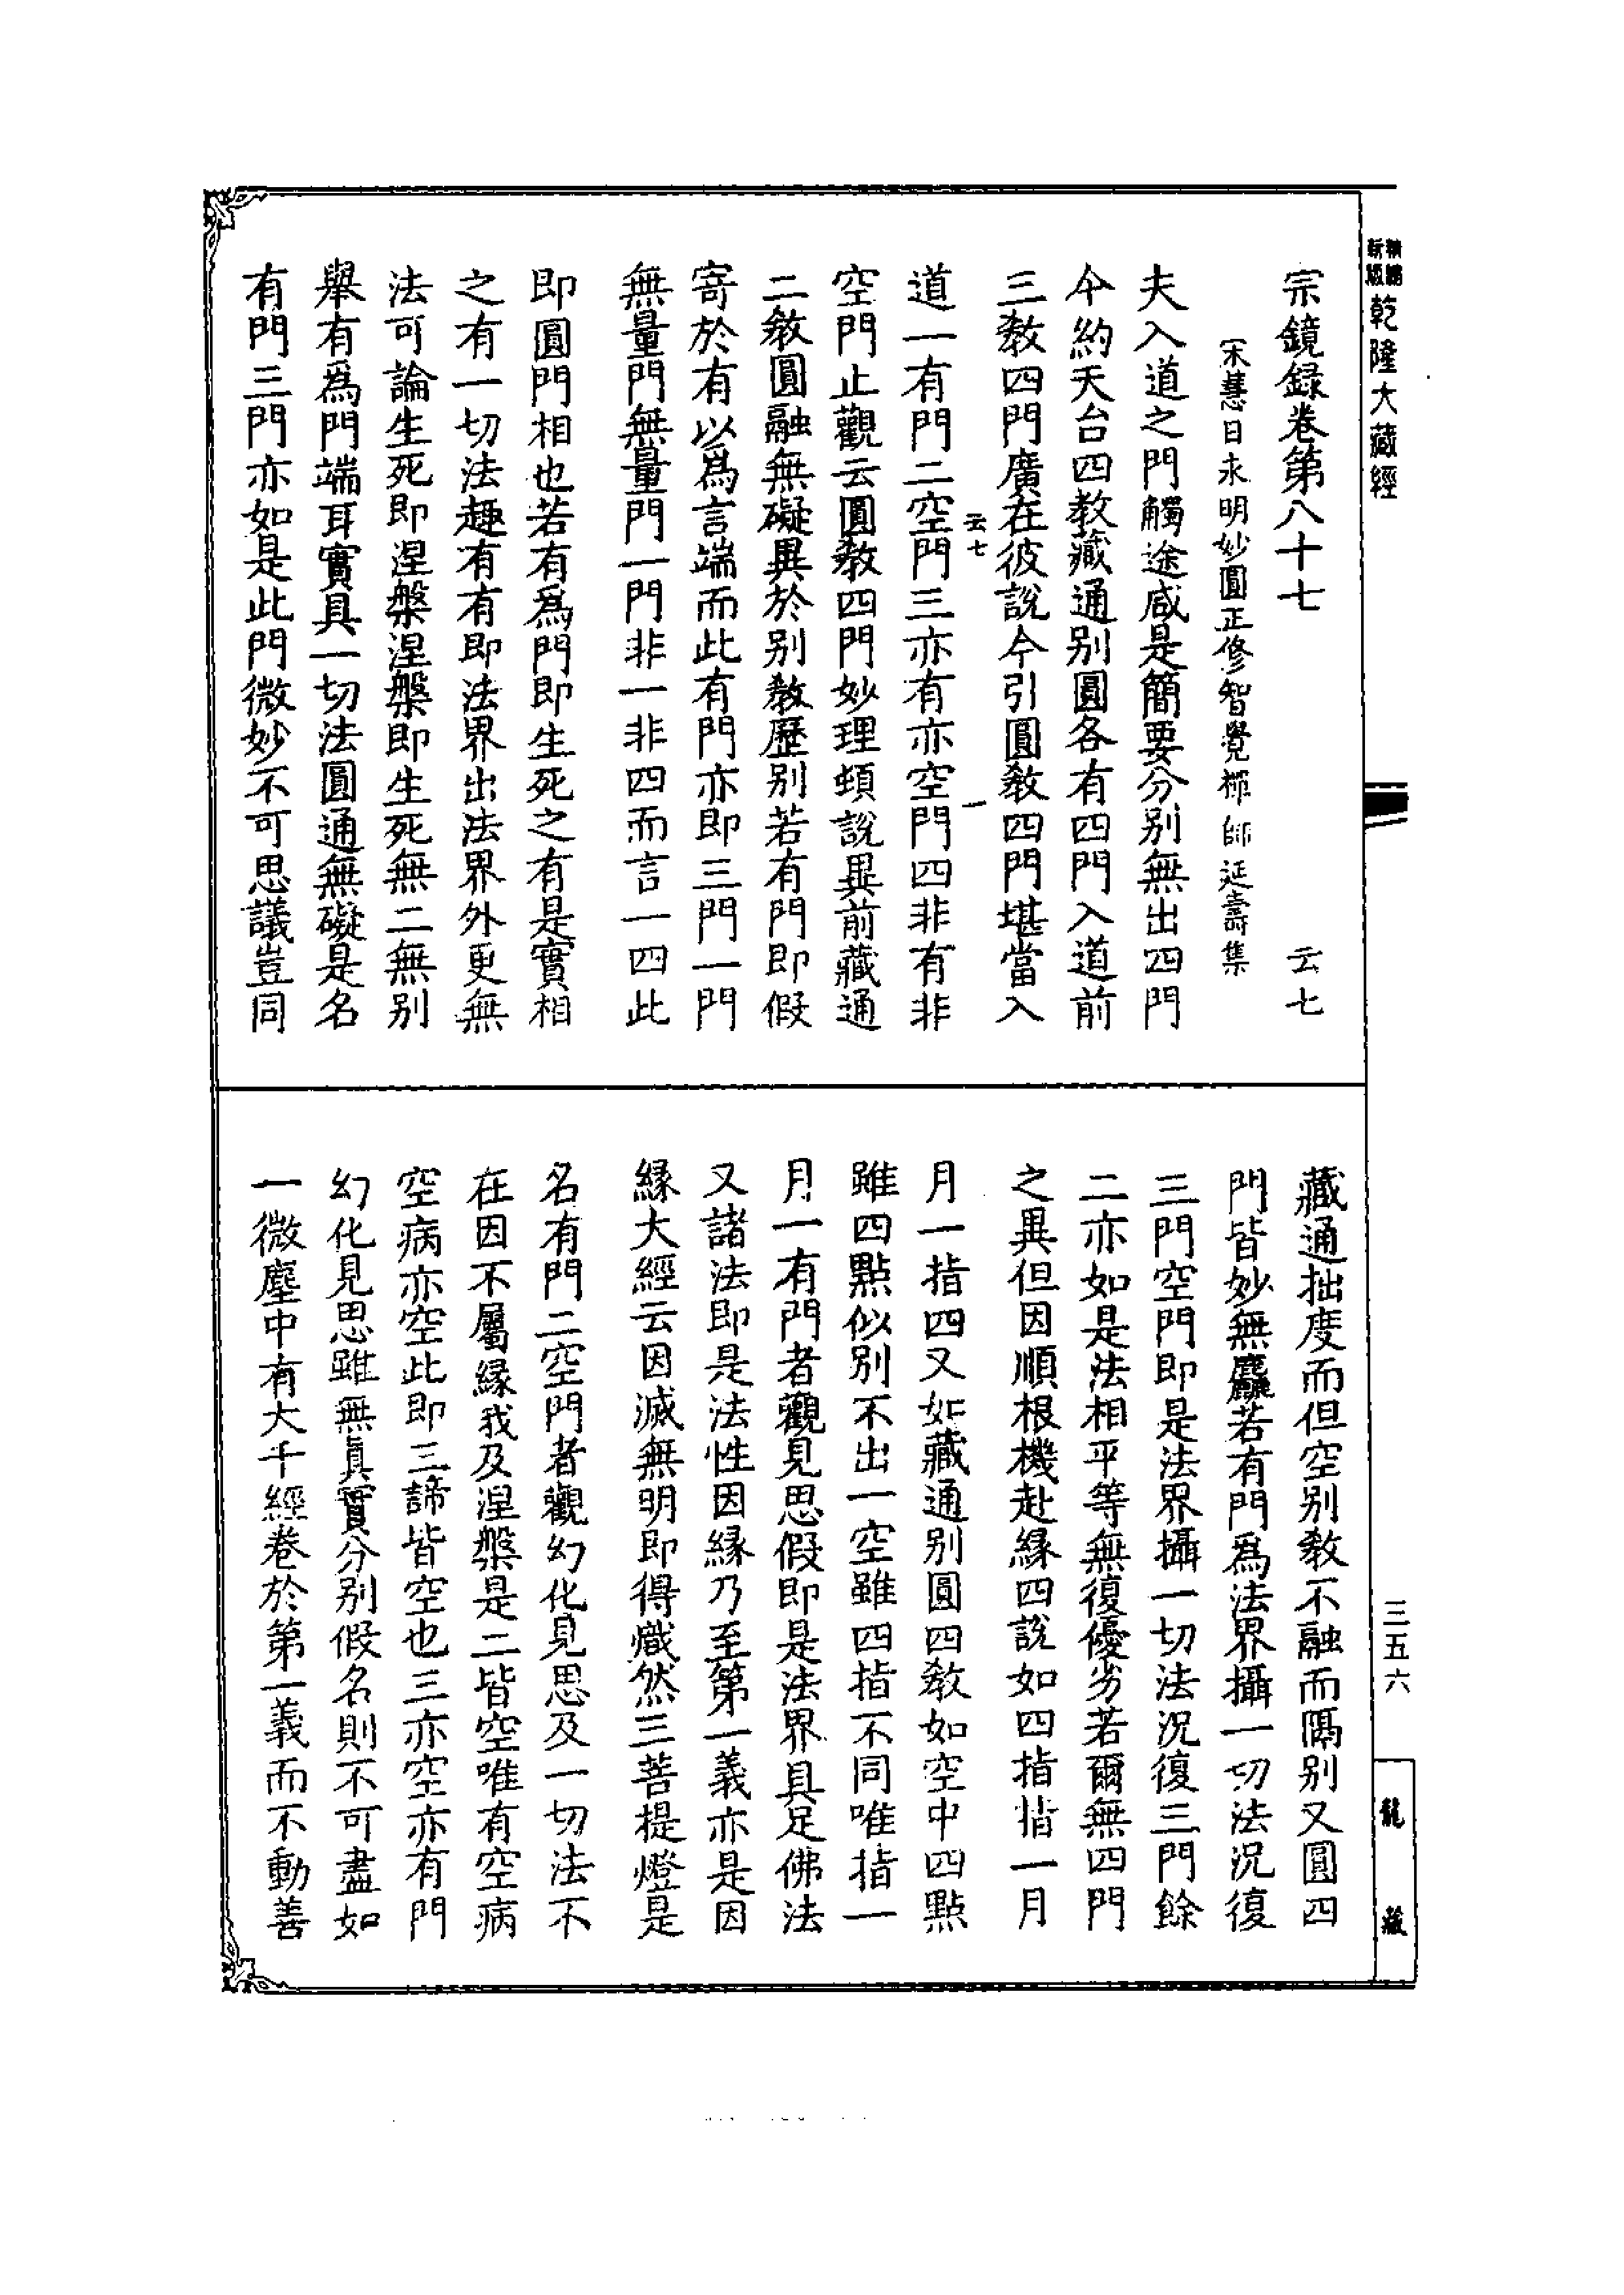 新編縮版
乾隆大藏經
宗鏡録卷第八十七 云七
宋慧日永明妙圓正修智覺禪師延壽集
夫入道之門觸途咸是簡要分别無出四門
今約天台四教藏通别圓各有四門入道前
三教四門廣在彼説今引圓教四門堪當入
云七 一
道一有門二空門三亦有亦空門四非有非
空門止觀云圓教四門妙理頓説異前藏通
二教圓融無礙異於别教歷别若有門即假
寄於有以爲言端而此有門亦即三門一門
無量門無量門一門非一非四而言一四此
即圓門相也若有爲門即生死之有是實相
之有一切法趣有有即法界出法界外更無
法可論生死即涅槃涅槃即生死無二無别
舉有爲門端耳實具一切法圓通無礙是名
有門三門亦如是此門微妙不可思議豈同
藏通拙度而但空别教不融而隔别又圓四
門皆妙無麤若有門爲法界攝一切法況復
三門空門即是法界攝一切法況復三門餘
二亦如是法相平等無復優劣若爾無四門
之異但因順根機赴緣四説如四指指一月
月一指四又如藏通别圓四教如空中四點
雖四點似别不出一空雖四指不同唯指一
月一有門者觀見思假即是法界具足佛法
又諸法即是法性因緣乃至第一義亦是因
緣大經云因滅無明即得熾然三菩提燈是
名有門二空門者觀幻化見思及一切法不
在因不屬緣我及涅槃是二皆空唯有空病
空病亦空此即三諦皆空也三亦空亦有門
幻化見思雖無真實分别假名則不可盡如
一微塵中有大千經卷於第一義而不動善
三五六
龍藏